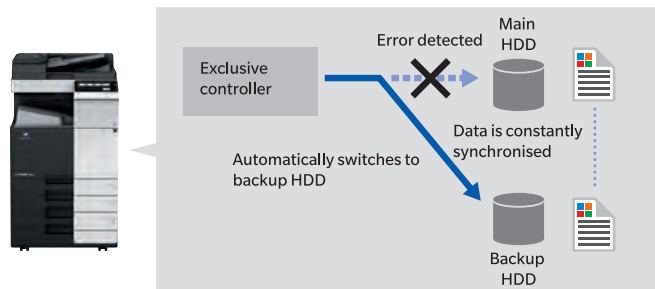 Main
HDD
Error detected
Exclusive
controller
Data is constantly
synchronised
Automatically switches to
backup HDD
Backup
HDD